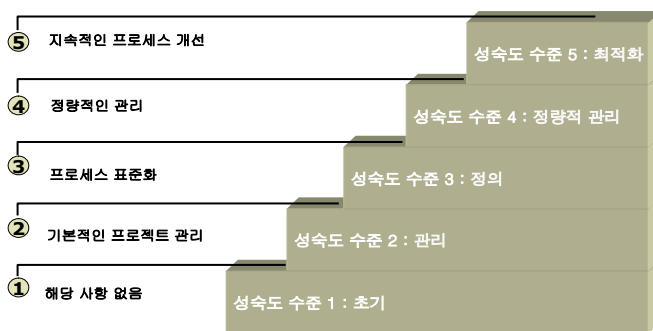 5 지속적인 프로세스 개선
성숙도 수준 5 : 최적화
4 정량적인 관리
성숙도 수준 4 : 정량적 관리
3 프로세스 표준화
성숙도 수준 3 : 정의
2 기본적인 프로젝트 관리
성숙도 수준 2 : 관리
1 해당 사항 없음
성숙도 수준 1 : 초기